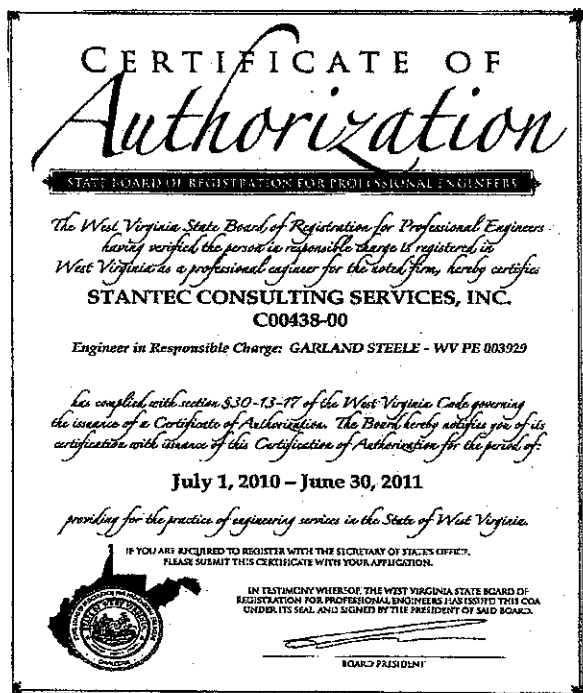 CERTIFICATE OF
Authorization
STATE BOARD OF REGISTRATION FOR PROFESSIONAL ENGINEERS
The West Virginia State Board of Registration for Professional Engineers
having verified the person in responsible charge is registered in
West Virginia as a professional engineer for the noted firm, hereby certifies
STANTEC CONSULTING SERVICES, INC.
C00438-00
Engineer in Responsible Charge: GARLAND STEELE - WV PE 003929
has complied with section §30-13-17 of the West Virginia Code governing
the issuance of a Certificate of Authorization. The Board hereby notifies you of its
certification with issuance of this Certification of Authorization for the period of:
July 1, 2010 – June 30, 2011
providing for the practice of engineering services in the State of West Virginia.
IF YOU ARE REQUIRED TO REGISTER WITH THE SECRETARY OF STATE'S OFFICE,
PLEASE SUBMIT THIS CERTIFICATE WITH YOUR APPLICATION.
IN TESTIMONY WHEREOF, THE WEST VIRGINIA STATE BOARD OF
REGISTRATION FOR PROFESSIONAL ENGINEERS HAS ISSUED THIS COA
UNDER ITS SEAL AND SIGNED BY THE PRESIDENT OF SAID BOARD.
BOARD PRESIDENT